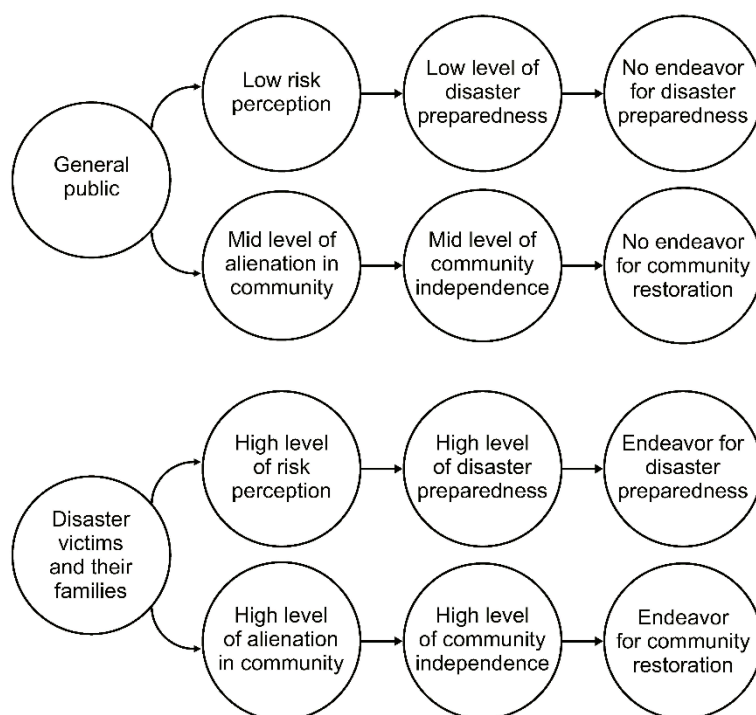 General
public
Low risk
perception
Low level of
disaster
preparedness
No endeavor
for disaster
preparedness
Mid level of
alienation in
community
Mid level of
community
independence
No endeavor
for community
restoration
Disaster
victims
and their
families
High level
of risk
perception
High level
of disaster
preparedness
Endeavor for
disaster
preparedness
High level
of alienation
in community
High level
of community
independence
Endeavor
for community
restoration